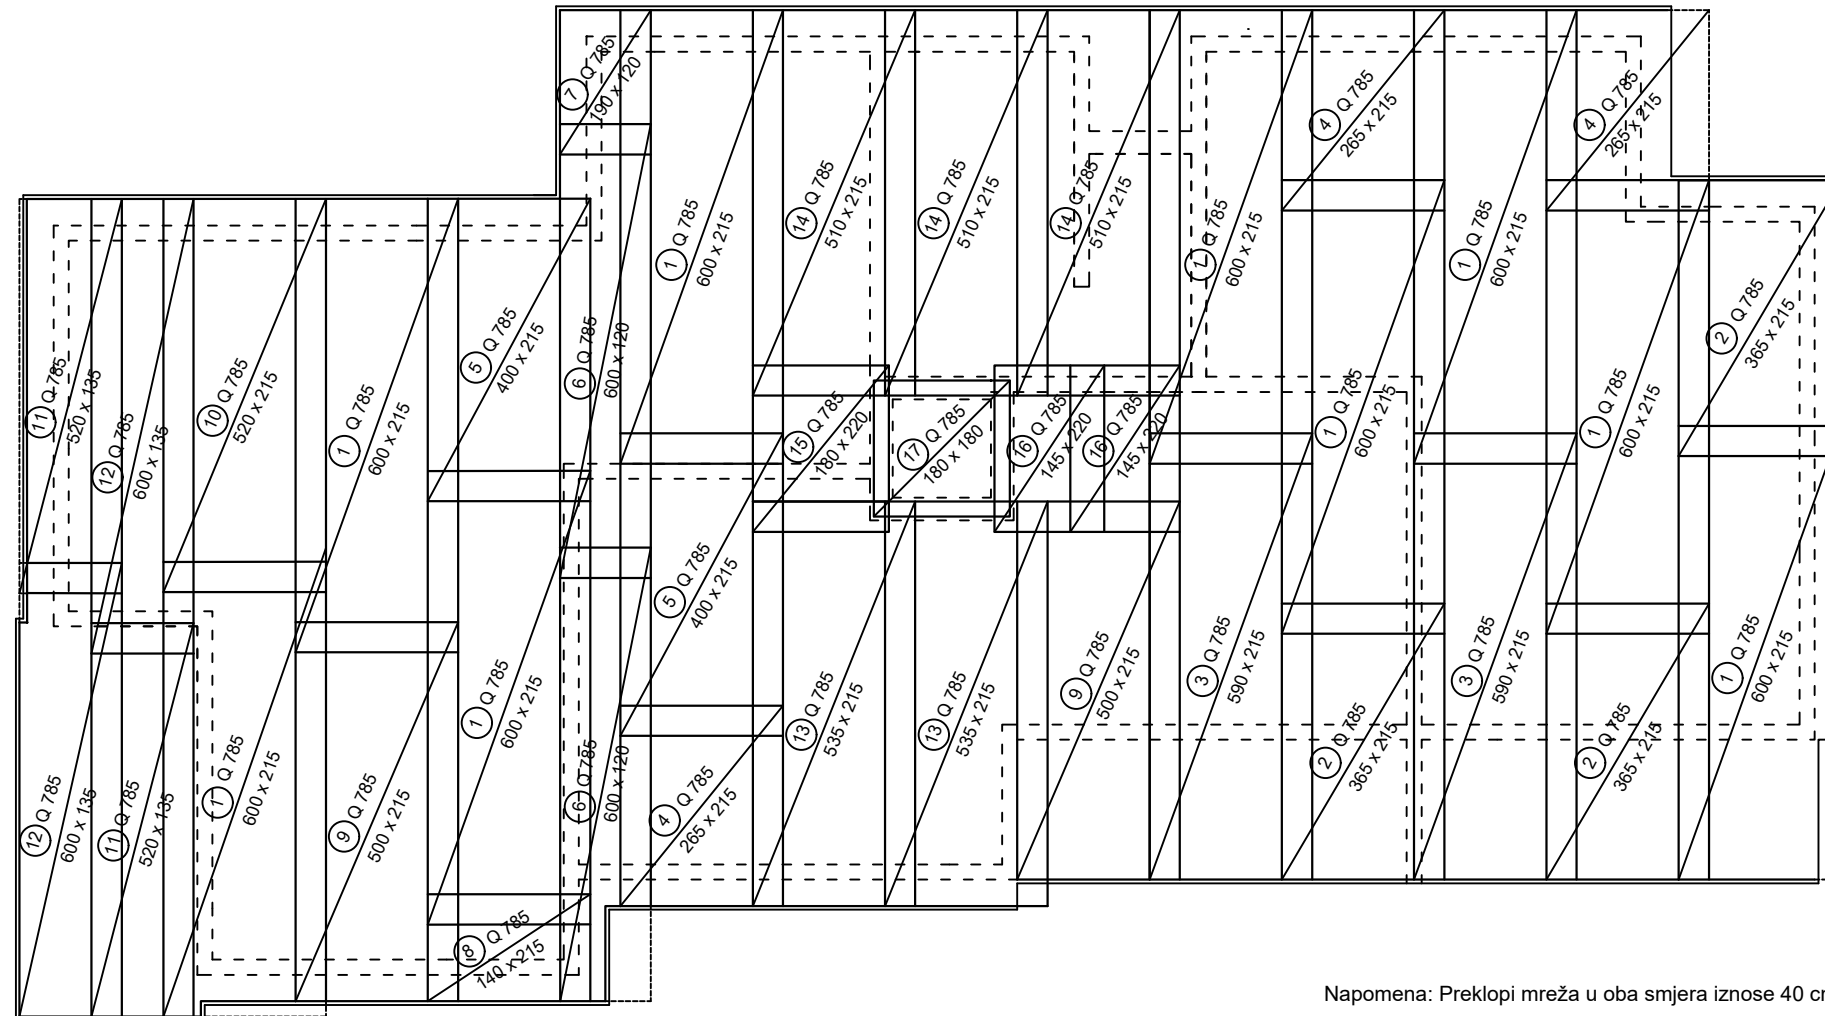 7 Q 785
190 x 120
4 Q 785
265 x 215
4 Q 785
265 x 215
14 Q 785
510 x 215
14 Q 785
510 x 215
14 Q 785
510 x 215
1 Q 785
600 x 215
1 Q 785
600 x 215
1 Q 785
600 x 215
2 Q 785
365 x 215
5 Q 785
400 x 215
6 Q 785
600 x 120
11 Q 785
520 x 135
12 Q 785
600 x 135
10 Q 785
520 x 215
1 Q 785
600 x 215
15 Q 785
180 x 220
17 Q 785
180 x 180
16 Q 785
145 x 220
16 Q 785
145 x 220
1 Q 785
600 x 215
1 Q 785
600 x 215
5 Q 785
400 x 215
1 Q 785
600 x 215
13 Q 785
535 x 215
13 Q 785
535 x 215
9 Q 785
500 x 215
3 Q 785
590 x 215
3 Q 785
590 x 215
1 Q 785
600 x 215
12 Q 785
600 x 135
11 Q 785
520 x 135
1 Q 785
600 x 215
9 Q 785
500 x 215
6 Q 785
600 x 120
4 Q 785
265 x 215
2 Q 785
365 x 215
2 Q 785
365 x 215
8 Q 785
140 x 215
Napomena: Preklopi mreža u oba smjera iznose 40 cm